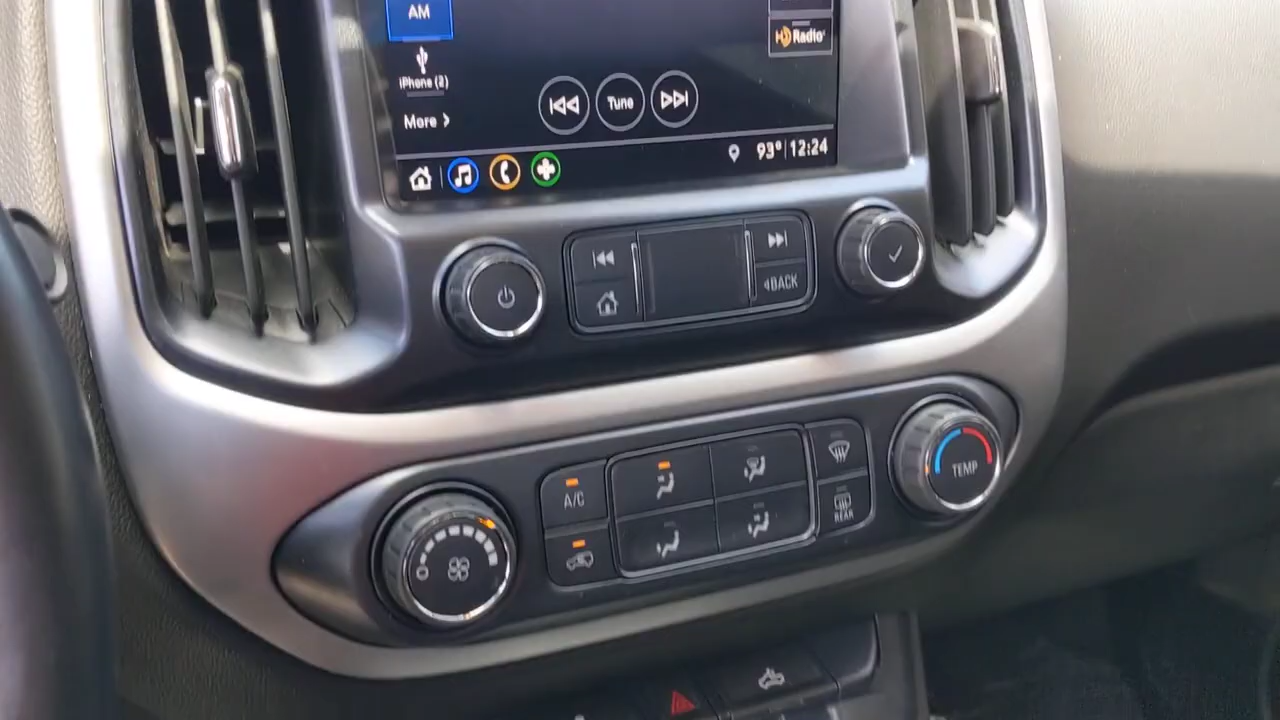 AM
HD Radio
iPhone (2)
Tune
More >
93° 12:24
BACK
A/C
TEMP
REAR